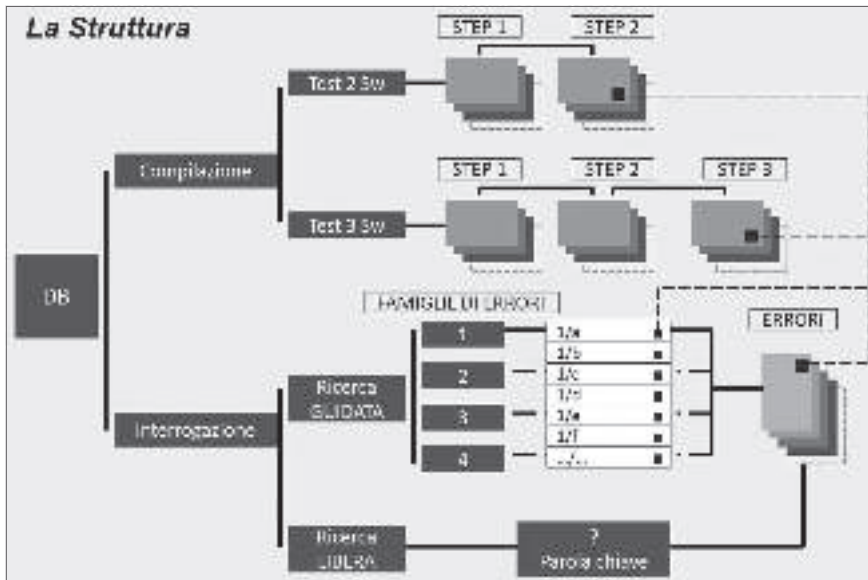 La Struttura
STEP 1
STEP 2
Test 2 Sw
Compilazione
STEP 1
STEP 2
STEP 3
Test 3 Sw
DB
FAMIGLIE DI ERRORI
ERRORI
1
2
3
4
1/a
1/b
1/c
1/d
1/e
1/f
.../...
Ricerca
GUIDATA
Interrogazione
Ricerca
LIBERA
?
Parola chiave